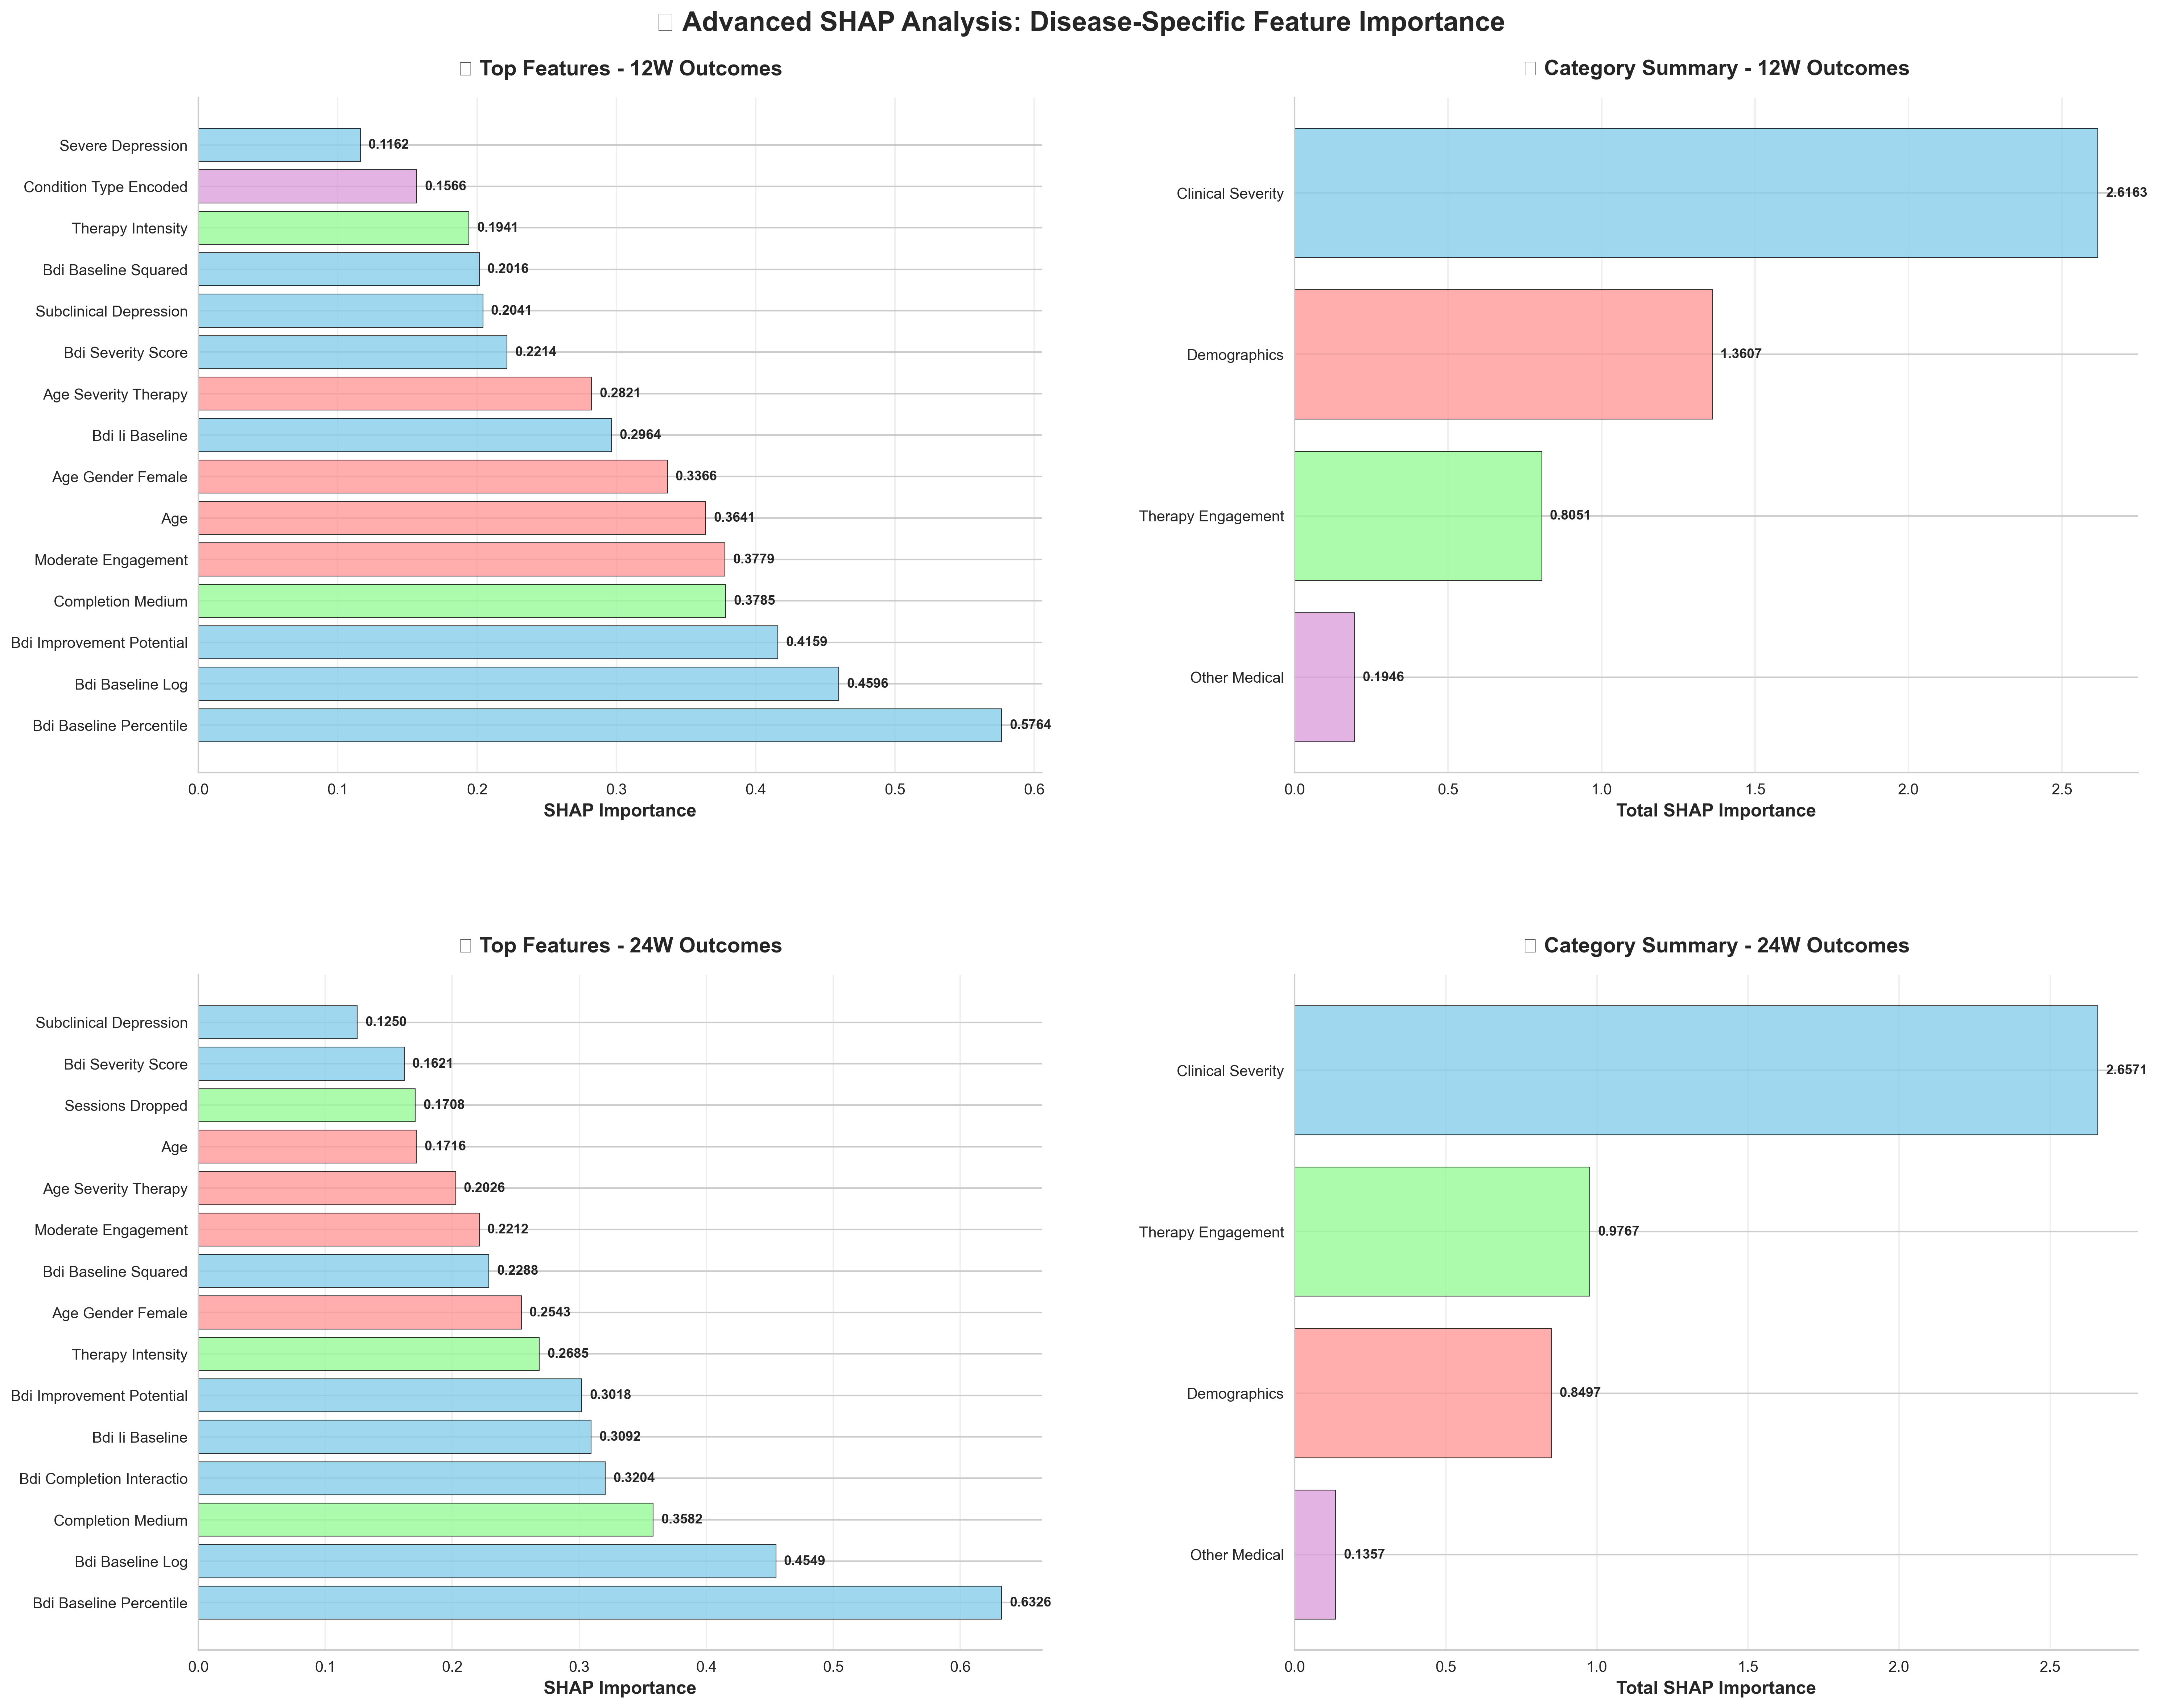 Advanced SHAP Analysis: Disease-Specific Feature Importance
Top Features - 12W Outcomes
Severe Depression 0.1162
Condition Type Encoded 0.1566
Therapy Intensity 0.1941
Bdi Baseline Squared 0.2016
Subclinical Depression 0.2041
Bdi Severity Score 0.2214
Age Severity Therapy 0.2821
Bdi Ii Baseline 0.2964
Age Gender Female 0.3366
Age 0.3641
Moderate Engagement 0.3779
Completion Medium 0.3785
Bdi Improvement Potential 0.4159
Bdi Baseline Log 0.4596
Bdi Baseline Percentile 0.5764
0.0 0.1 0.2 0.3 0.4 0.5 0.6
SHAP Importance
Category Summary - 12W Outcomes
Clinical Severity 2.6163
Demographics 1.3607
Therapy Engagement 0.8051
Other Medical 0.1946
0.0 0.5 1.0 1.5 2.0 2.5
Total SHAP Importance
Top Features - 24W Outcomes
Subclinical Depression 0.1250
Bdi Severity Score 0.1621
Sessions Dropped 0.1708
Age 0.1716
Age Severity Therapy 0.2026
Moderate Engagement 0.2212
Bdi Baseline Squared 0.2288
Age Gender Female 0.2543
Therapy Intensity 0.2685
Bdi Improvement Potential 0.3018
Bdi Ii Baseline 0.3092
Bdi Completion Interactio 0.3204
Completion Medium 0.3582
Bdi Baseline Log 0.4549
Bdi Baseline Percentile 0.6326
0.0 0.1 0.2 0.3 0.4 0.5 0.6
SHAP Importance
Category Summary - 24W Outcomes
Clinical Severity 2.6571
Therapy Engagement 0.9767
Demographics 0.8497
Other Medical 0.1357
0.0 0.5 1.0 1.5 2.0 2.5
Total SHAP Importance